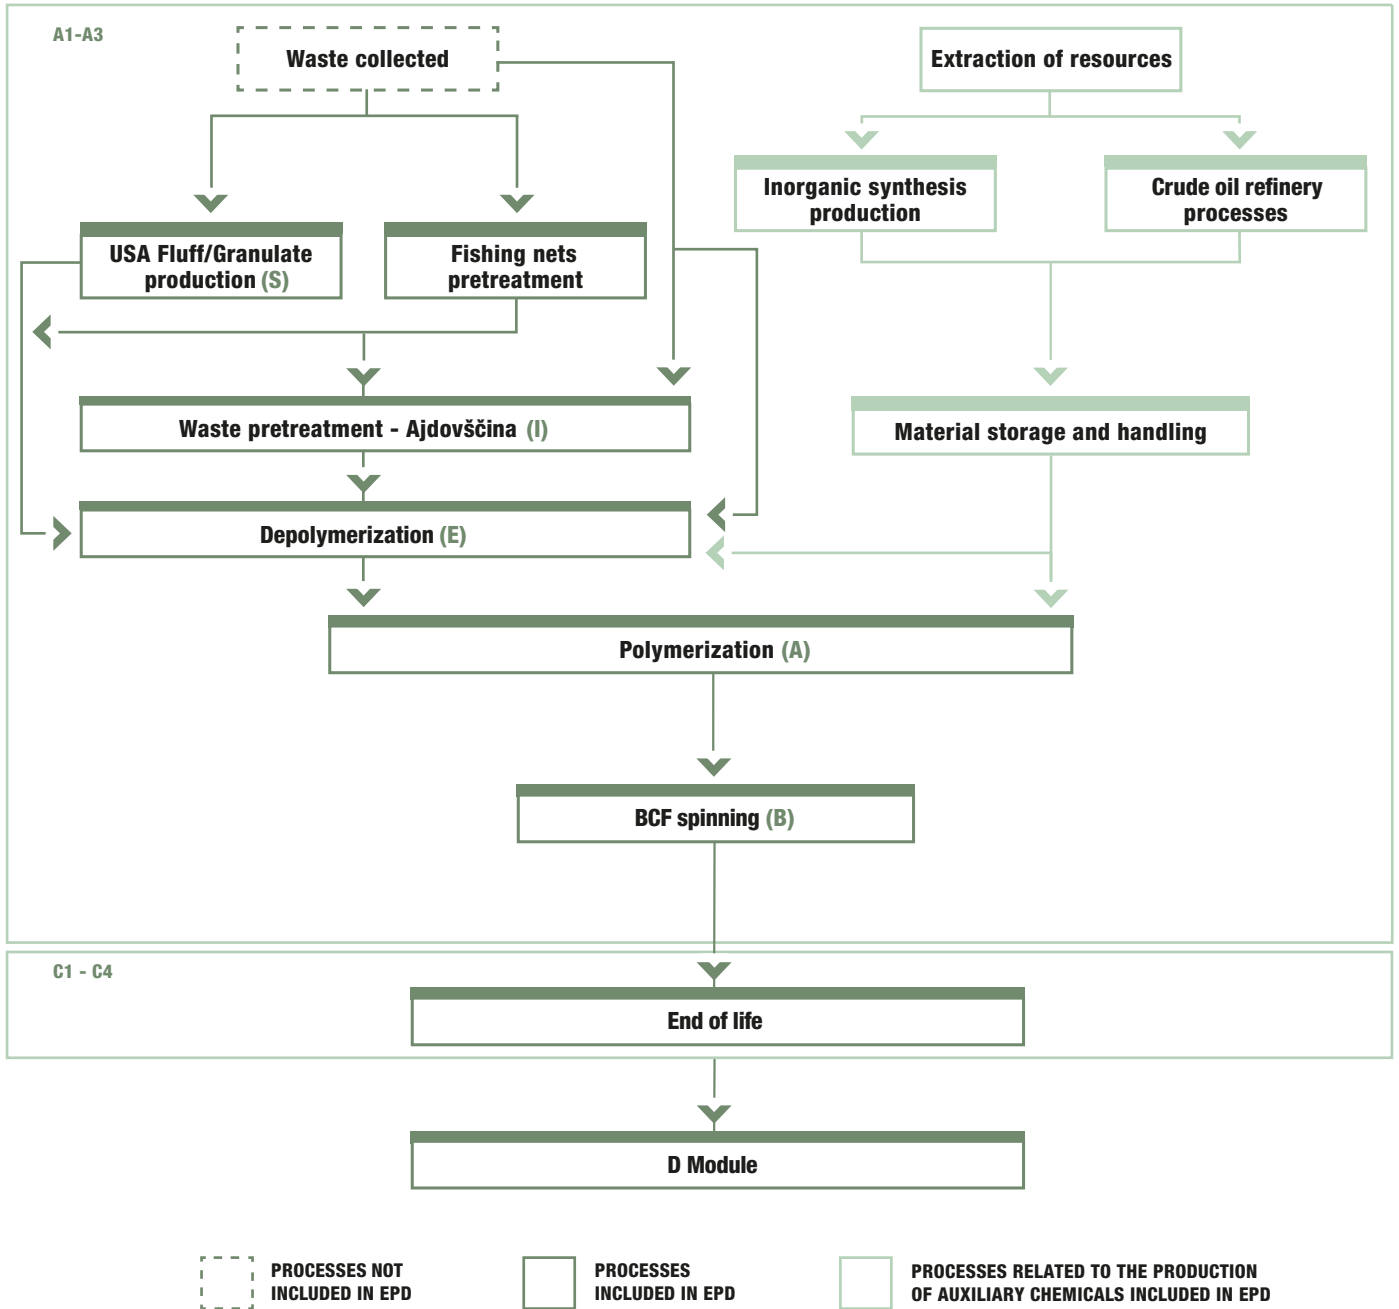 A1-A3
Waste collected
Extraction of resources
Inorganic synthesis
production
Crude oil refinery
processes
USA Fluff/Granulate
production (S)
Fishing nets
pretreatment
Waste pretreatment - Ajdovščina (I)
Material storage and handling
Depolymerization (E)
Polymerization (A)
BCF spinning (B)
C1 - C4
End of life
D Module
PROCESSES NOT
INCLUDED IN EPD
PROCESSES
INCLUDED IN EPD
PROCESSES RELATED TO THE PRODUCTION
OF AUXILIARY CHEMICALS INCLUDED IN EPD